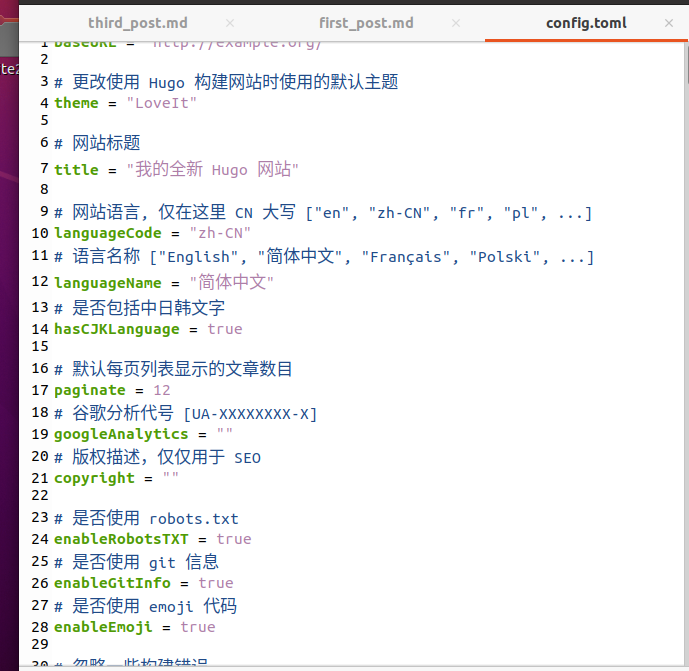 third_post.md × first_post.md × config.toml ×
te2
1 baseURL = "http://example.org/"
2
3 # 更改使用 Hugo 构建网站时使用的默认主题
4 theme = "LoveIt"
5
6 # 网站标题
7 title = "我的全新 Hugo 网站"
8
9 # 网站语言, 仅在这里 CN 大写 ["en", "zh-CN", "fr", "pl", ...]
10 languageCode = "zh-CN"
11 # 语言名称 ["English", "简体中文", "Français", "Polski", ...]
12 languageName = "简体中文"
13 # 是否包括中日韩文字
14 hasCJKLanguage = true
15
16 # 默认每页列表显示的文章数目
17 paginate = 12
18 # 谷歌分析代号 [UA-XXXXXXXX-X]
19 googleAnalytics = ""
20 # 版权描述，仅仅用于 SEO
21 copyright = ""
22
23 # 是否使用 robots.txt
24 enableRobotsTXT = true
25 # 是否使用 git 信息
26 enableGitInfo = true
27 # 是否使用 emoji 代码
28 enableEmoji = true
29
30 # 忽略一些构建错误